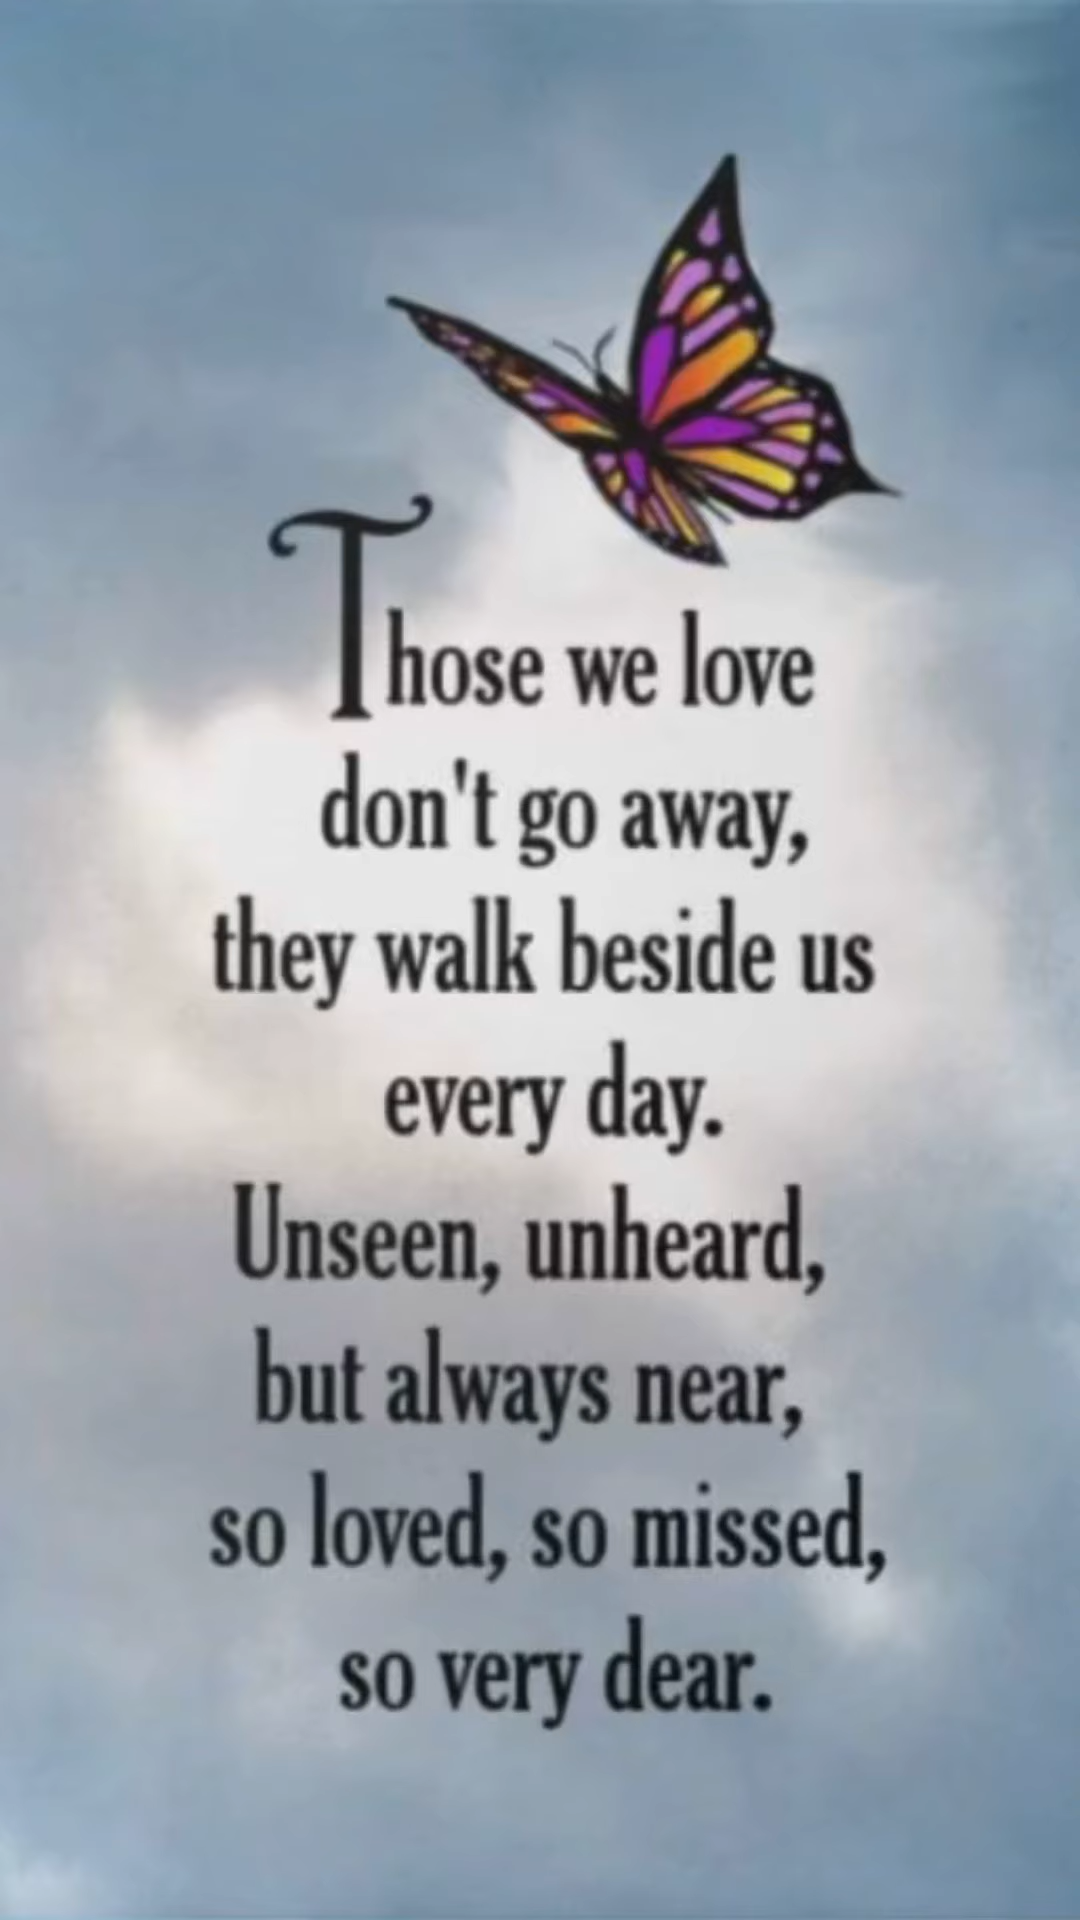 Those we love
don't go away,
they walk beside us
every day.
Unseen, unheard,
but always near,
so loved, so missed,
so very dear.